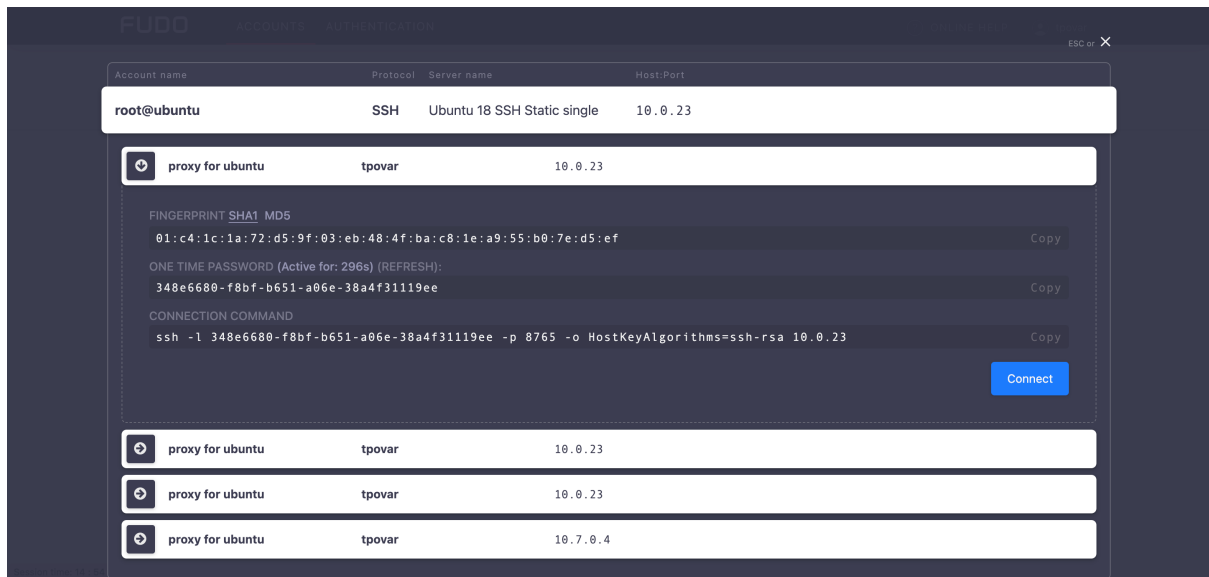 FUDO ACCOUNTS AUTHENTICATION
ESC or
Account name Protocol Server name Host:Port
root@ubuntu SSH Ubuntu 18 SSH Static single 10.0.23
proxy for ubuntu tpovar 10.0.23
FINGERPRINT SHA1 MD5
01:c4:1c:1a:72:d5:9f:03:eb:48:4f:ba:c8:1e:a9:55:b0:7e:d5:ef Copy
ONE TIME PASSWORD (Active for: 296s) (REFRESH):
348e6680-f8bf-b651-a06e-38a4f31119ee Copy
CONNECTION COMMAND
ssh -l 348e6680-f8bf-b651-a06e-38a4f31119ee -p 8765 -o HostKeyAlgorithms=ssh-rsa 10.0.23 Copy
Connect
proxy for ubuntu tpovar 10.0.23
proxy for ubuntu tpovar 10.0.23
proxy for ubuntu tpovar 10.7.0.4